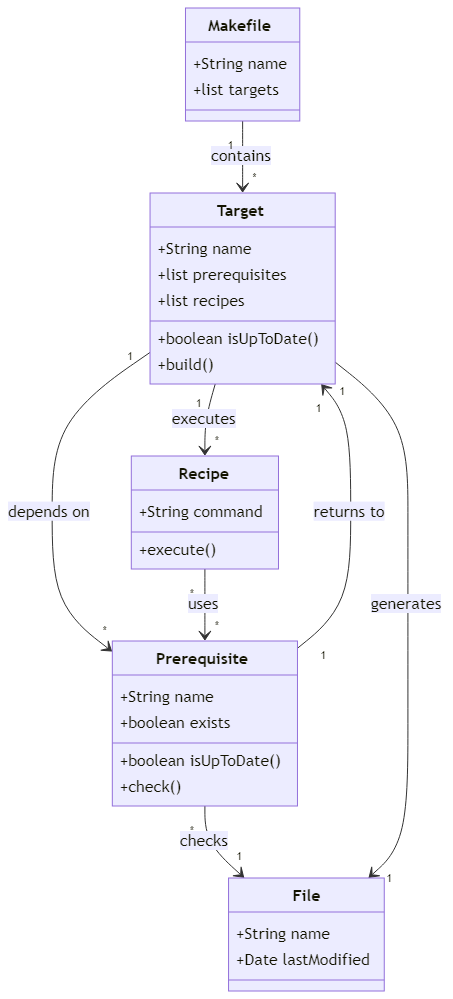 Makefile
+String name
+list targets
1
contains
*
Target
+String name
+list prerequisites
+list recipes
+boolean isUpToDate()
+build()
1
1
1
1
executes
*
Recipe
+String command
+execute()
depends on
returns to
generates
*
uses
*
*
1
Prerequisite
+String name
+boolean exists
+boolean isUpToDate()
+check()
*
checks
1
1
File
+String name
+Date lastModified